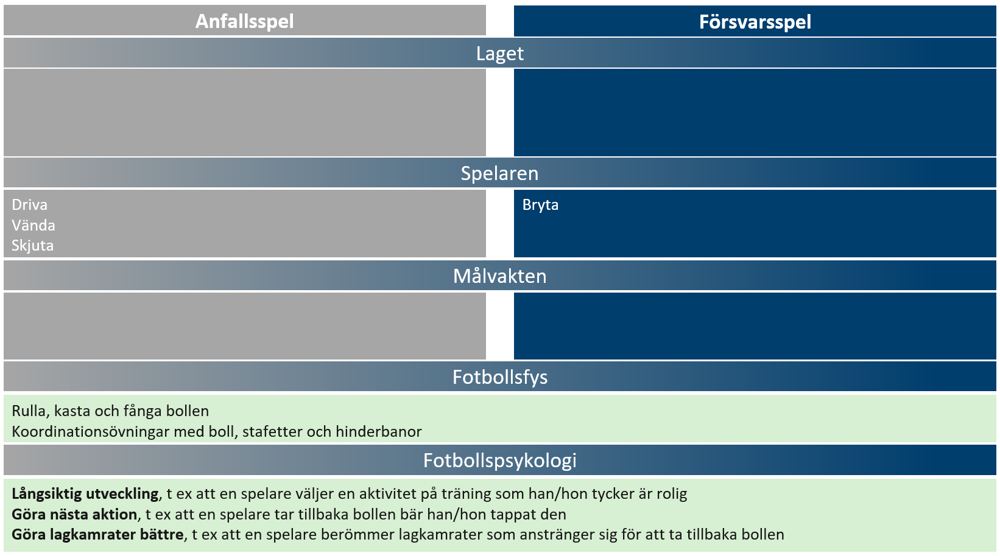 Anfallsspel
Försvarsspel
Laget
Spelaren
Driva
Vända
Skjuta
Bryta
Målvakten
Fotbollsfys
Rulla, kasta och fånga bollen
Koordinationsövningar med boll, stafetter och hinderbanor
Fotbollspsykologi
Långsiktig utveckling, t ex att en spelare väljer en aktivitet på träning som han/hon tycker är rolig
Göra nästa aktion, t ex att en spelare tar tillbaka bollen bär han/hon tappat den
Göra lagkamrater bättre, t ex att en spelare berömmer lagkamrater som anstränger sig för att ta tillbaka bollen